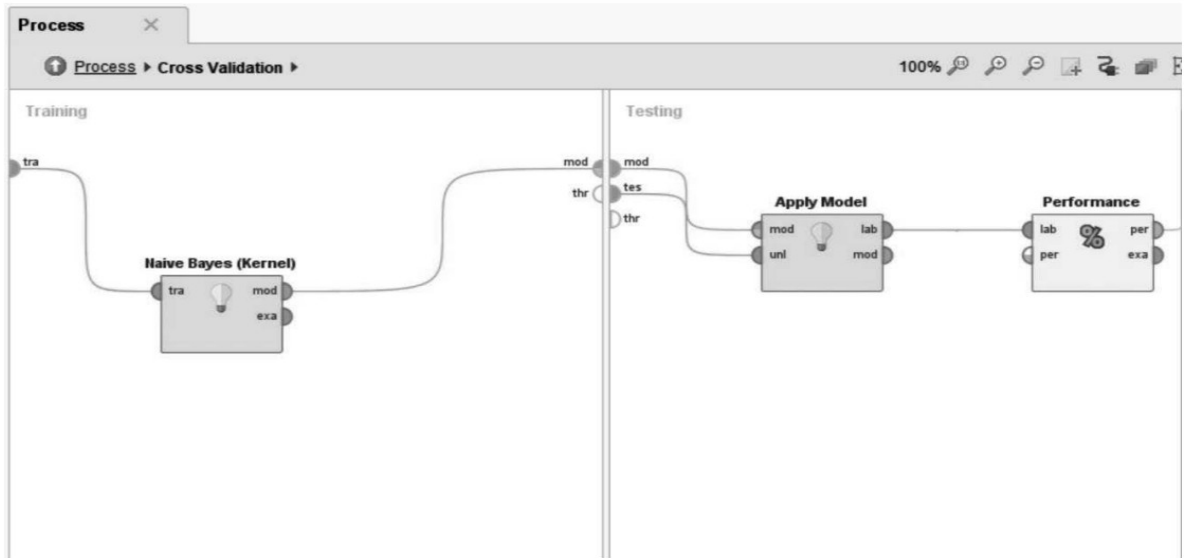 Process
Process ▸ Cross Validation ▸
100%
Training
Testing
tra
mod
thr
mod
tes
thr
Naive Bayes (Kernel)
tra
mod
exa
Apply Model
mod
lab
unl
mod
Performance
lab
per
per
exa